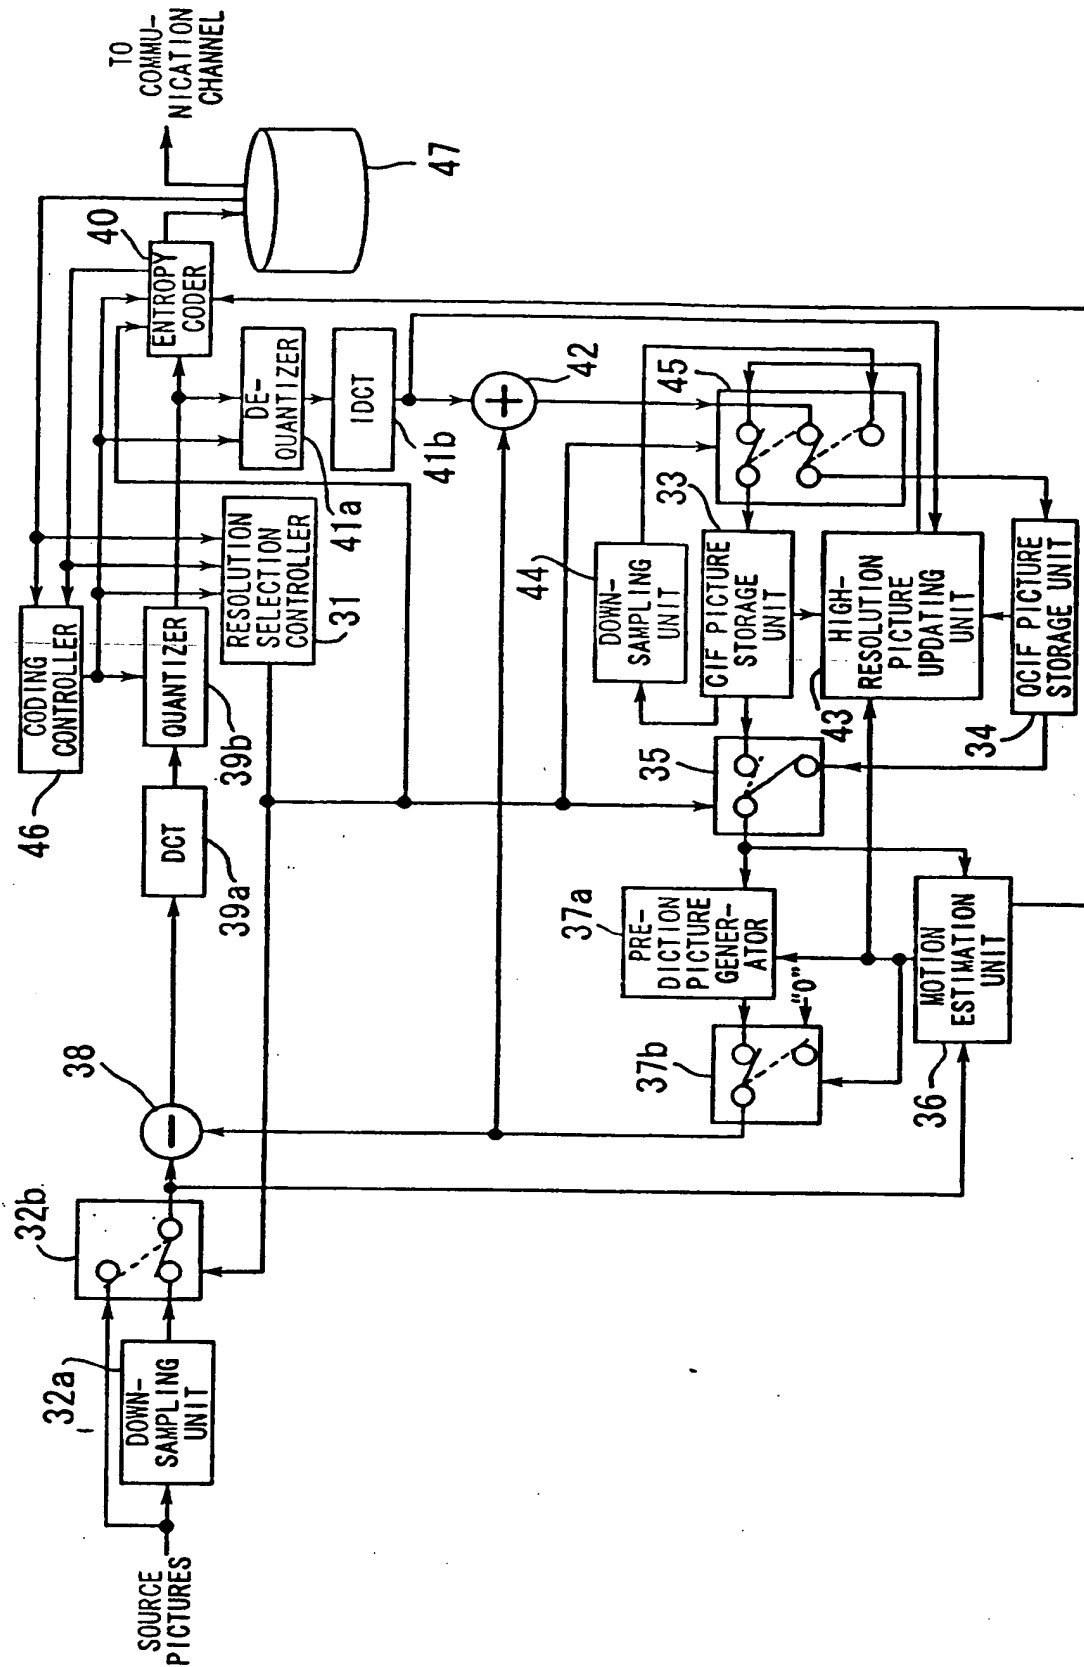 SOURCE
PICTURES
32a
DOWN-
SAMPLING
UNIT
32b
38
39a
DCT
39b
QUANTIZER
46
CODING
CONTROLLER
RESOLUTION
SELECTION
CONTROLLER
31
41a
DE-
QUANTIZER
IDCT
41b
40
ENTROPY
CODER
TO
COMMU-
NICATION
CHANNEL
47
42
45
44
DOWN-
SAMPLING
UNIT
33
CIF PICTURE
STORAGE
UNIT
43
HIGH-
RESOLUTION
PICTURE
UPDATING
UNIT
34
QCIF PICTURE
STORAGE UNIT
35
37a
PRE-
DICTION
PICTURE
GENER-
ATOR
37b
"0"
36
MOTION
ESTIMATION
UNIT